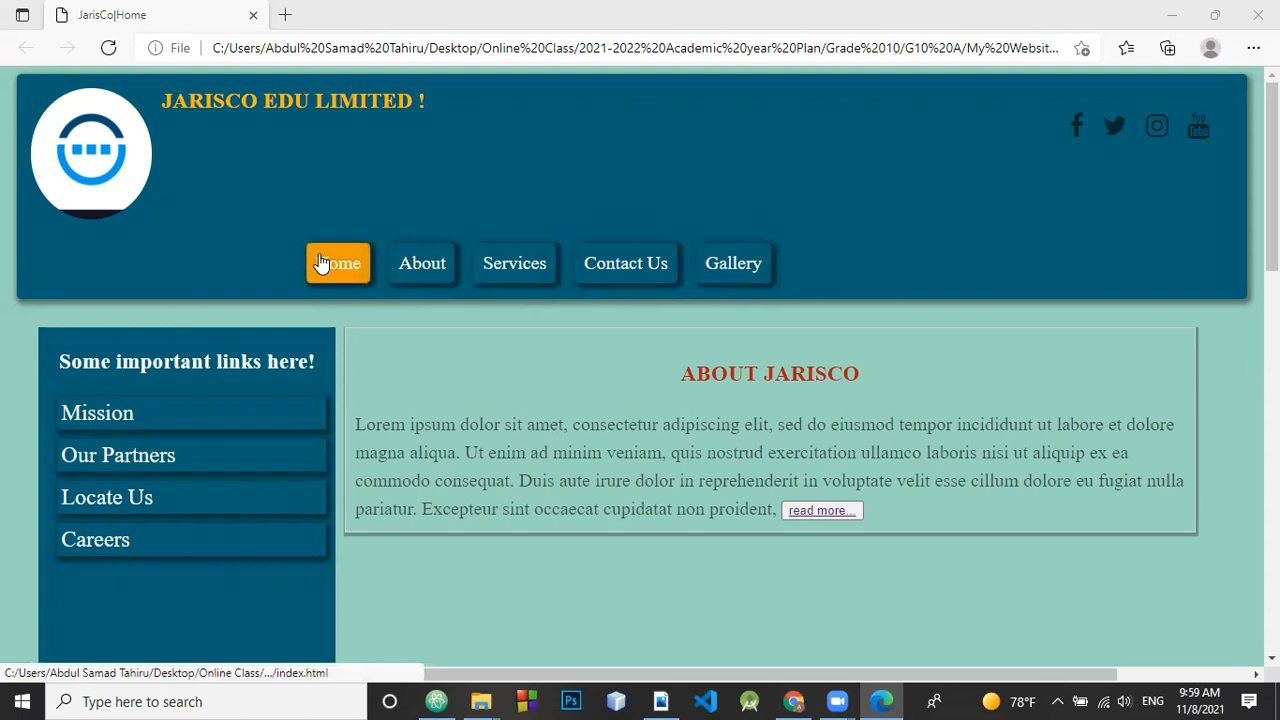 JarisCo|Home
File
C:/Users/Abdul%20Samad%20Tahiru/Desktop/Online%20Class/2021-2022%20Academic%20year%20Plan/Grade%2010/G10%20A/My%20Websit...
JARISCO EDU LIMITED !
You
Tube
Home About Services Contact Us Gallery
Some important links here!
Mission
Our Partners
Locate Us
Careers
ABOUT JARISCO
Lorem ipsum dolor sit amet, consectetur adipiscing elit, sed do eiusmod tempor incididunt ut labore et dolore
magna aliqua. Ut enim ad minim veniam, quis nostrud exercitation ullamco laboris nisi ut aliquip ex ea
commodo consequat. Duis aute irure dolor in reprehenderit in voluptate velit esse cillum dolore eu fugiat nulla
pariatur. Excepteur sint occaecat cupidatat non proident, read more...
C:/Users/Abdul Samad Tahiru/Desktop/Online Class/.../index.html
Type here to search
Ps
78°F
ENG
9:59 AM
11/8/2021